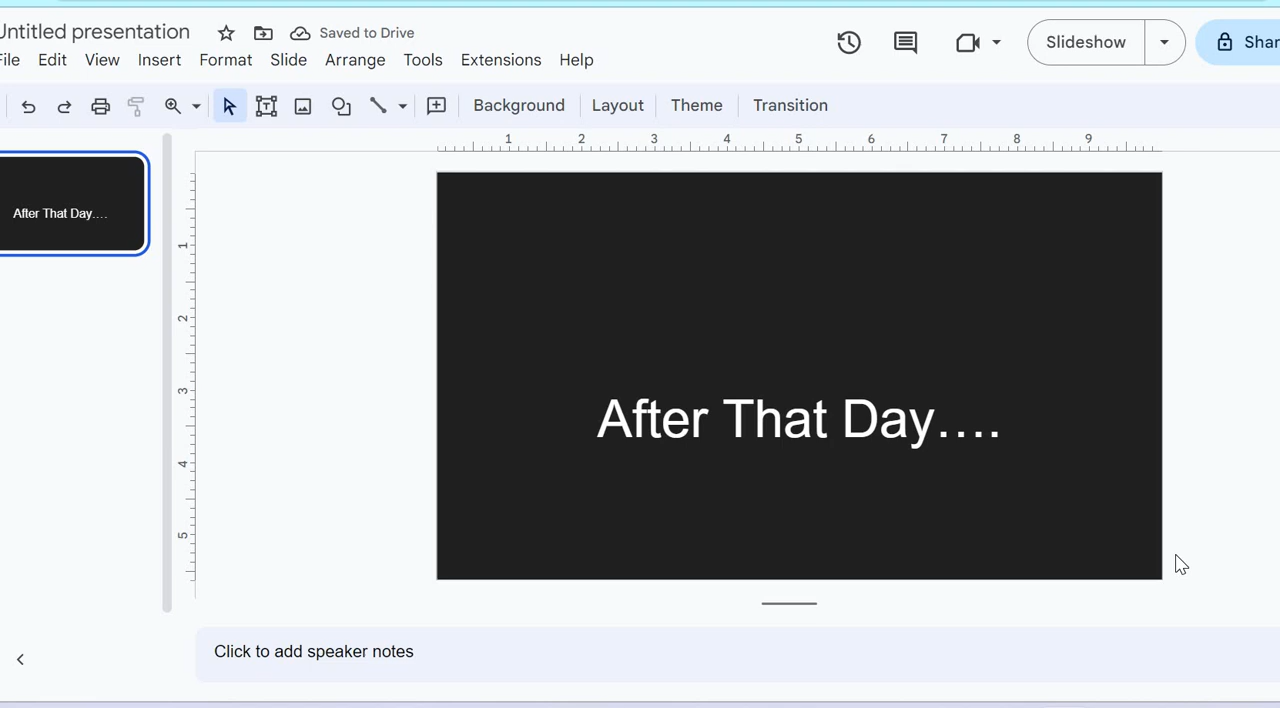 Untitled presentation Saved to Drive
File Edit View Insert Format Slide Arrange Tools Extensions Help
Slideshow
Background Layout Theme Transition
1 2 3 4 5 6 7 8 9
After That Day....
1
2
3
4
5
After That Day....
Click to add speaker notes